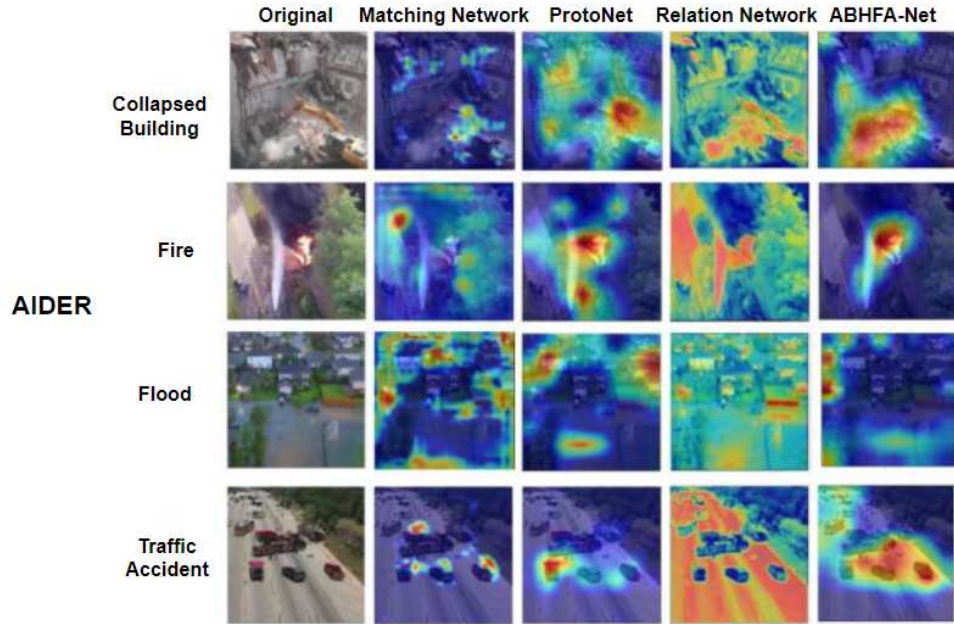 Original Matching Network ProtoNet Relation Network ABHFA-Net
Collapsed
Building
Fire
AIDER
Flood
Traffic
Accident